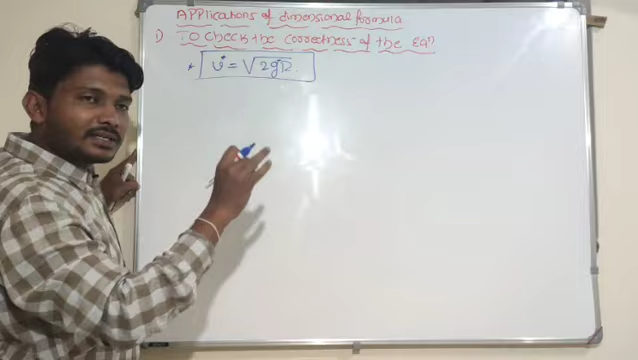 Applications of dimensional formula
1) To check the correctness of the Eqn
* v = √2gR.